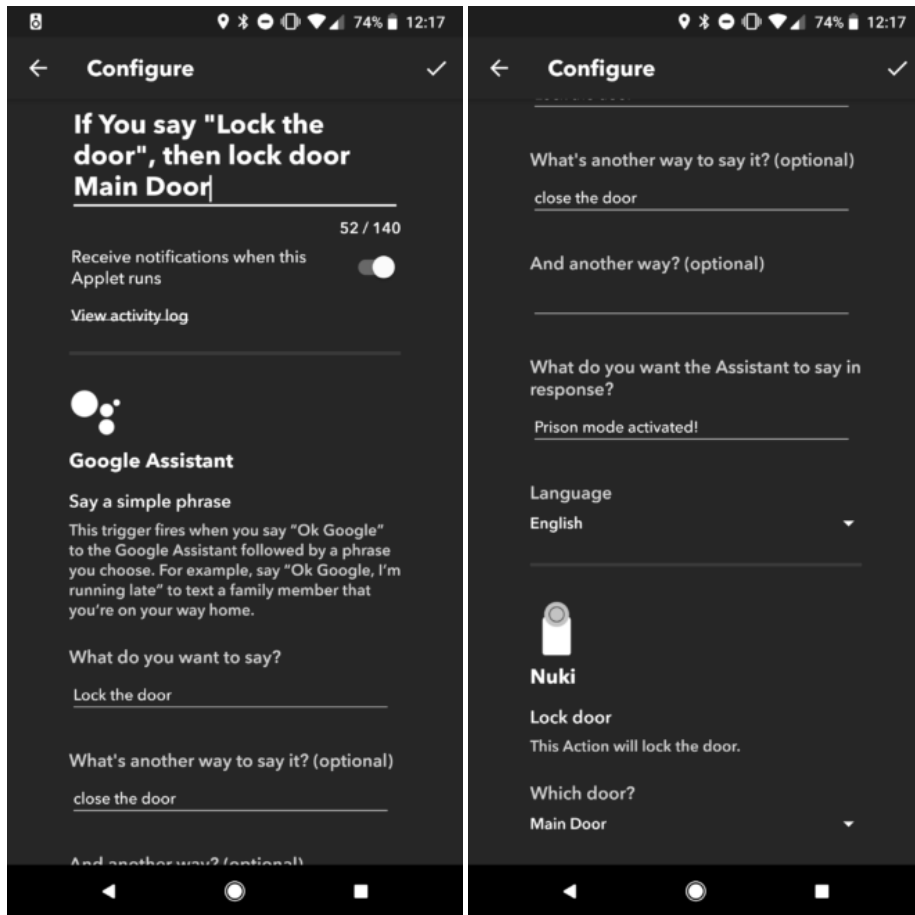 74% 12:17
Configure
If You say "Lock the
door", then lock door
Main Door
52 / 140
Receive notifications when this
Applet runs
View activity log
Google Assistant
Say a simple phrase
This trigger fires when you say “Ok Google”
to the Google Assistant followed by a phrase
you choose. For example, say “Ok Google, I’m
running late” to text a family member that
you’re on your way home.
What do you want to say?
Lock the door
What's another way to say it? (optional)
close the door
And another way? (optional)
74% 12:17
Configure
What's another way to say it? (optional)
close the door
And another way? (optional)
What do you want the Assistant to say in
response?
Prison mode activated!
Language
English
Nuki
Lock door
This Action will lock the door.
Which door?
Main Door